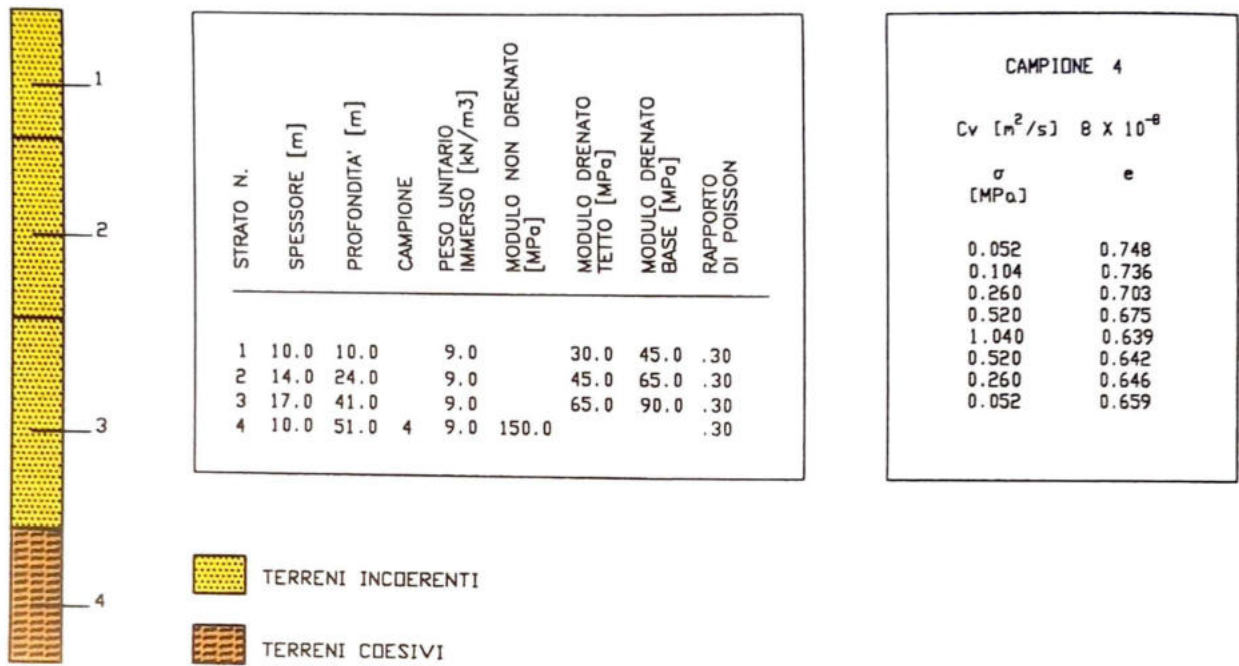 1
2
3
4
STRATO N.
SPESSORE [m]
PROFONDITA' [m]
CAMPIONE
PESO UNITARIO
IMMERSO [kN/m3]
MODULO NON DRENATO
[MPa]
MODULO DRENATO
TETTO [MPa]
MODULO DRENATO
BASE [MPa]
RAPPORTO
DI POISSON
1 10.0 10.0 9.0 30.0 45.0 .30
2 14.0 24.0 9.0 45.0 65.0 .30
3 17.0 41.0 9.0 65.0 90.0 .30
4 10.0 51.0 4 9.0 150.0 .30
TERRENI INCOERENTI
TERRENI COESIVI
CAMPIONE 4
Cv [m²/s] 8 X 10⁻⁸
σ e
[MPa]
0.052 0.748
0.104 0.736
0.260 0.703
0.520 0.675
1.040 0.639
0.520 0.642
0.260 0.646
0.052 0.659